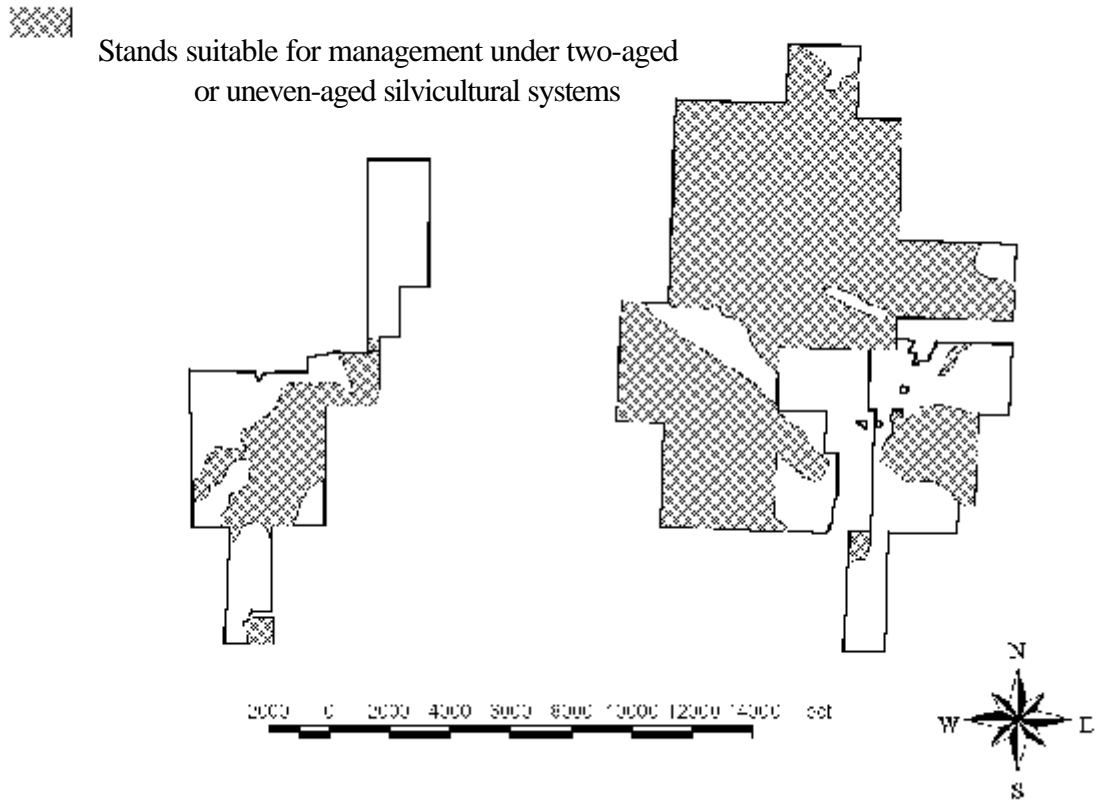 Stands suitable for management under two-aged
or uneven-aged silvicultural systems
2000 0 2000 4000 6000 8000 10000 12000 14000
N
W E
S